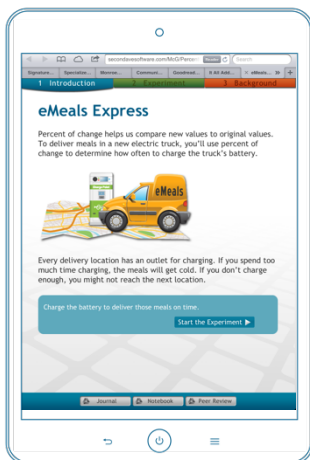 secondavesoftware.com/McG/Percen
Reader
Search
Signature...
Specialize...
Monroe...
Communi...
Goodread...
It All Add...
eMeals...
1 Introduction
2 Experiment
3 Background
eMeals Express
Percent of change helps us compare new values to original values.
To deliver meals in a new electric truck, you'll use percent of
change to determine how often to charge the truck's battery.
eMeals
Every delivery location has an outlet for charging. If you spend too
much time charging, the meals will get cold. If you don't charge
enough, you might not reach the next location.
Charge the battery to deliver those meals on time.
Start the Experiment
Journal
Notebook
Peer Review